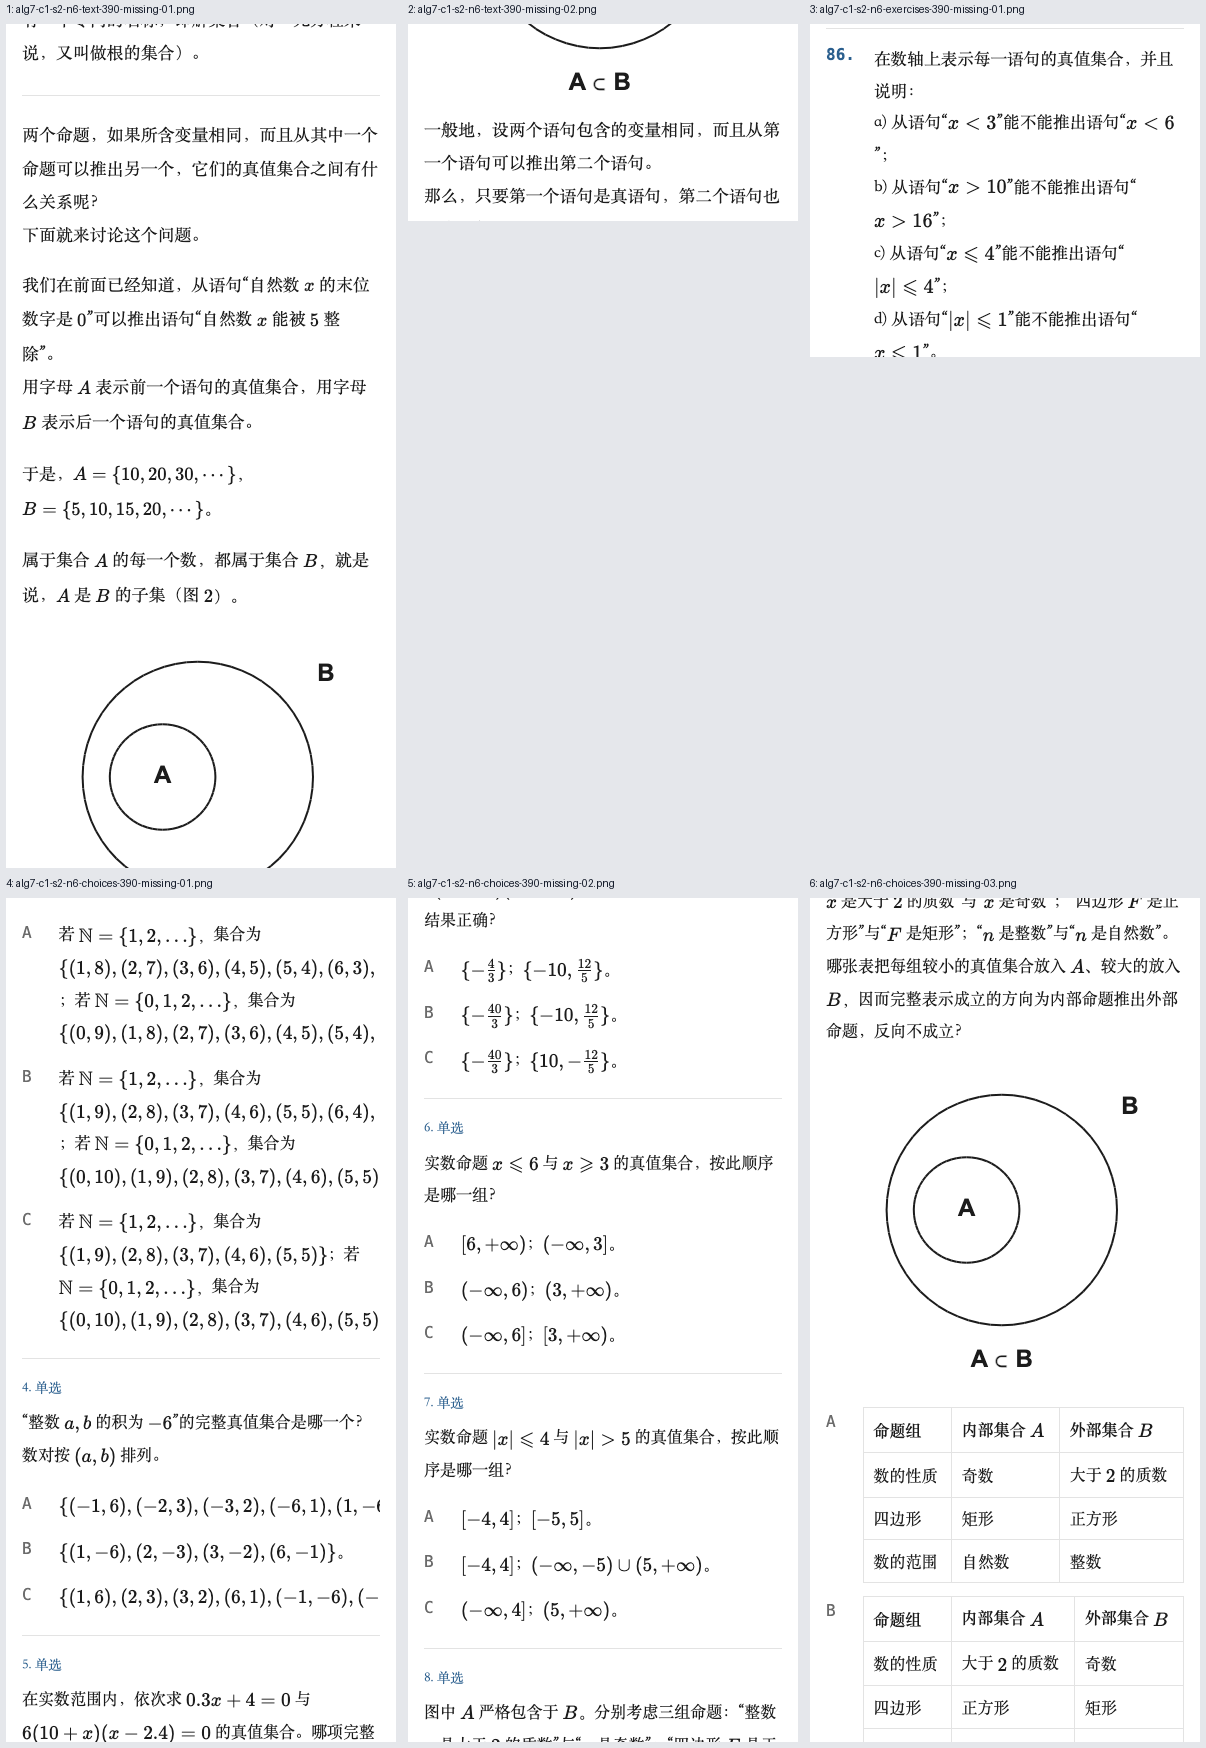 1: alg7-c1-s2-n6-text-390-missing-01.png
说，又叫做根的集合）。
两个命题，如果所含变量相同，而且从其中一个
命题可以推出另一个，它们的真值集合之间有什
么关系呢？
下面就来讨论这个问题。
我们在前面已经知道，从语句“自然数 x 的末位
数字是 0”可以推出语句“自然数 x 能被 5 整
除”。
用字母 A 表示前一个语句的真值集合，用字母
B 表示后一个语句的真值集合。
于是，A = {10, 20, 30, ⋯}，
B = {5, 10, 15, 20, ⋯}。
属于集合 A 的每一个数，都属于集合 B，就是
说，A 是 B 的子集（图 2）。
B
A
2: alg7-c1-s2-n6-text-390-missing-02.png
A ⊂ B
一般地，设两个语句包含的变量相同，而且从第
一个语句可以推出第二个语句。
那么，只要第一个语句是真语句，第二个语句也
3: alg7-c1-s2-n6-exercises-390-missing-01.png
86. 在数轴上表示每一语句的真值集合，并且
说明：
a) 从语句“x < 3”能不能推出语句“x < 6
”；
b) 从语句“x > 10”能不能推出语句“
x > 16”；
c) 从语句“x ⩽ 4”能不能推出语句“
|x| ⩽ 4”；
d) 从语句“|x| ⩽ 1”能不能推出语句“
x ⩽ 1”。
4: alg7-c1-s2-n6-choices-390-missing-01.png
A 若 ℕ = {1, 2, …}，集合为
{(1, 8), (2, 7), (3, 6), (4, 5), (5, 4), (6, 3),
；若 ℕ = {0, 1, 2, …}，集合为
{(0, 9), (1, 8), (2, 7), (3, 6), (4, 5), (5, 4),
B 若 ℕ = {1, 2, …}，集合为
{(1, 9), (2, 8), (3, 7), (4, 6), (5, 5), (6, 4),
；若 ℕ = {0, 1, 2, …}，集合为
{(0, 10), (1, 9), (2, 8), (3, 7), (4, 6), (5, 5)
C 若 ℕ = {1, 2, …}，集合为
{(1, 9), (2, 8), (3, 7), (4, 6), (5, 5)}；若
ℕ = {0, 1, 2, …}，集合为
{(0, 10), (1, 9), (2, 8), (3, 7), (4, 6), (5, 5)
4. 单选
“整数 a, b 的积为 −6”的完整真值集合是哪一个？
数对按 (a, b) 排列。
A {(−1, 6), (−2, 3), (−3, 2), (−6, 1), (1, −6
B {(1, −6), (2, −3), (3, −2), (6, −1)}。
C {(1, 6), (2, 3), (3, 2), (6, 1), (−1, −6), (−
5. 单选
在实数范围内，依次求 0.3x + 4 = 0 与
6(10 + x)(x − 2.4) = 0 的真值集合。哪项完整
5: alg7-c1-s2-n6-choices-390-missing-02.png
结果正确？
A {−4/3}；{−10, 12/5}。
B {−40/3}；{−10, 12/5}。
C {−40/3}；{10, −12/5}。
6. 单选
实数命题 x ⩽ 6 与 x ⩾ 3 的真值集合，按此顺序
是哪一组？
A [6, +∞)；(−∞, 3]。
B (−∞, 6)；(3, +∞)。
C (−∞, 6]；[3, +∞)。
7. 单选
实数命题 |x| ⩽ 4 与 |x| > 5 的真值集合，按此顺
序是哪一组？
A [−4, 4]；[−5, 5]。
B [−4, 4]；(−∞, −5) ∪ (5, +∞)。
C (−∞, 4]；(5, +∞)。
8. 单选
图中 A 严格包含于 B。分别考虑三组命题：“整数
6: alg7-c1-s2-n6-choices-390-missing-03.png
x 是大于 2 的质数”与“x 是奇数”；“四边形 F 是正
方形”与“F 是矩形”；“n 是整数”与“n 是自然数”。
哪张表把每组较小的真值集合放入 A、较大的放入
B，因而完整表示成立的方向为内部命题推出外部
命题，反向不成立？
B
A
A ⊂ B
A
命题组 内部集合 A 外部集合 B
数的性质 奇数 大于 2 的质数
四边形 矩形 正方形
数的范围 自然数 整数
B
命题组 内部集合 A 外部集合 B
数的性质 大于 2 的质数 奇数
四边形 正方形 矩形